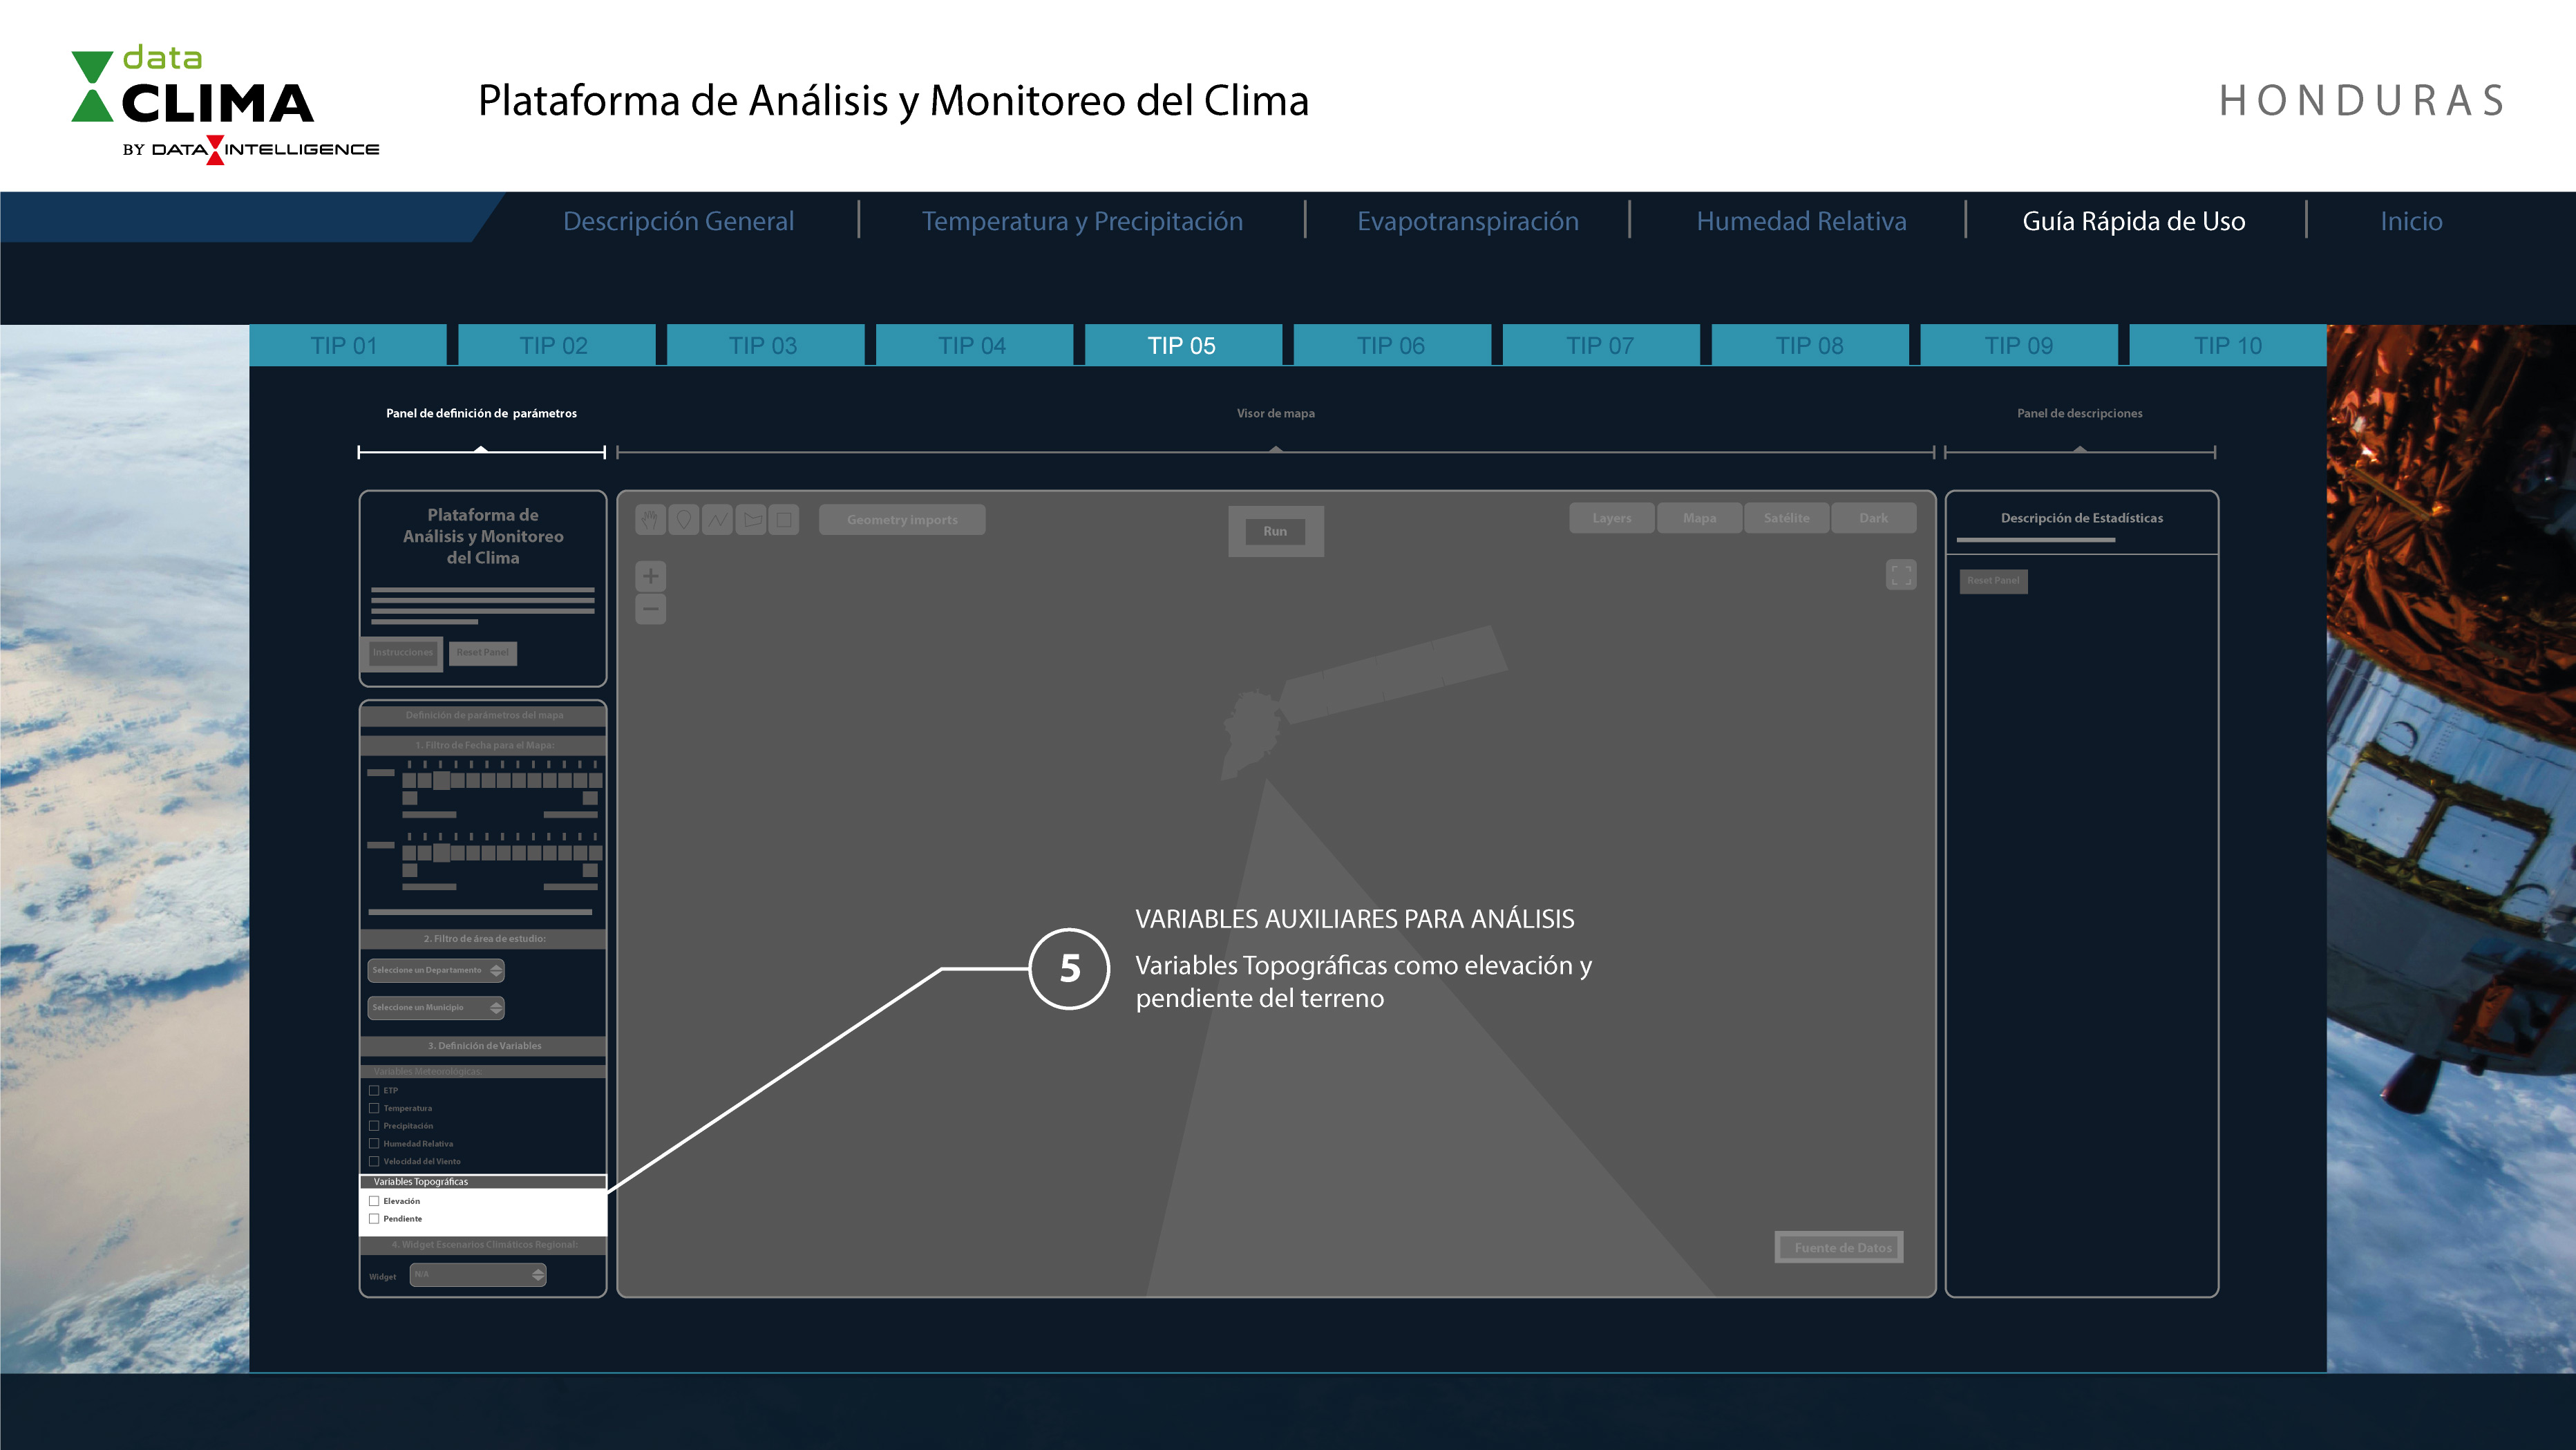 data
CLIMA
BY DATA INTELLIGENCE
Plataforma de Análisis y Monitoreo del Clima
HONDURAS
Descripción General
Temperatura y Precipitación
Evapotranspiración
Humedad Relativa
Guía Rápida de Uso
Inicio
TIP 01
TIP 02
TIP 03
TIP 04
TIP 05
TIP 06
TIP 07
TIP 08
TIP 09
TIP 10
Panel de definición de parámetros
Visor de mapa
Panel de descripciones
Plataforma de
Análisis y Monitoreo
del Clima
Instrucciones
Reset Panel
Definición de parámetros del mapa
1. Filtro de Fecha para el Mapa:
2. Filtro de área de estudio:
Seleccione un Departamento
Seleccione un Municipio
3. Definición de Variables
Variables Meteorológicas:
ETP
Temperatura
Precipitación
Humedad Relativa
Velocidad del Viento
Variables Topográficas
Elevación
Pendiente
4. Widget Escenarios Climáticos Regional:
Widget
N/A
Geometry imports
Run
Layers
Mapa
Satélite
Dark
+
−
5
VARIABLES AUXILIARES PARA ANÁLISIS
Variables Topográficas como elevación y
pendiente del terreno
Fuente de Datos
Descripción de Estadísticas
Reset Panel